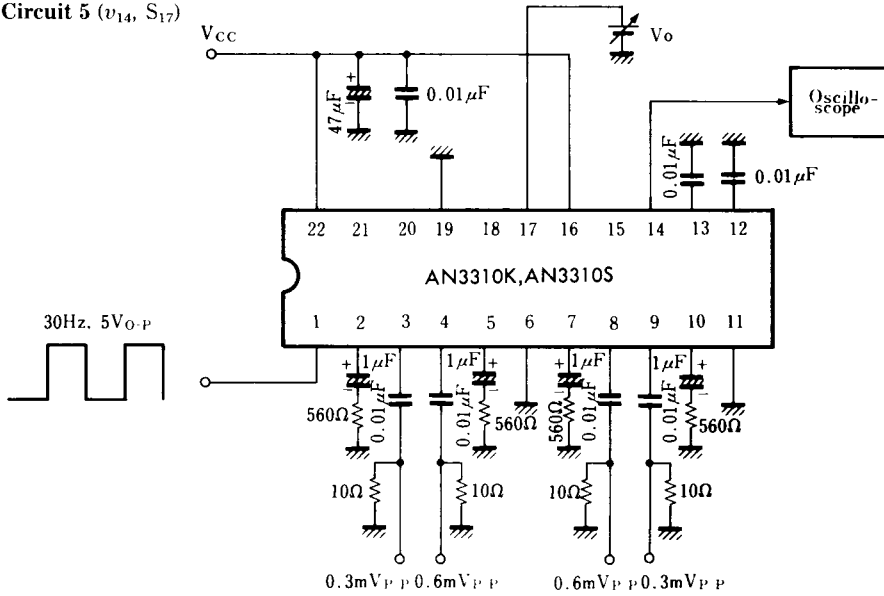 Circuit 5 (v14, S17)
VCC
Vo
47μF
+
−
0.01μF
Oscillo-
scope
0.01μF
0.01μF
22 21 20 19 18 17 16 15 14 13 12
AN3310K,AN3310S
1 2 3 4 5 6 7 8 9 10 11
30Hz, 5VO-P
+ 1μF 1μF + + 1μF 1μF +
− − − −
0.01μF 0.01μF 0.01μF 0.01μF
560Ω 560Ω 560Ω 560Ω
10Ω 10Ω 10Ω 10Ω
0.3mVP-P 0.6mVP-P 0.6mVP-P 0.3mVP-P